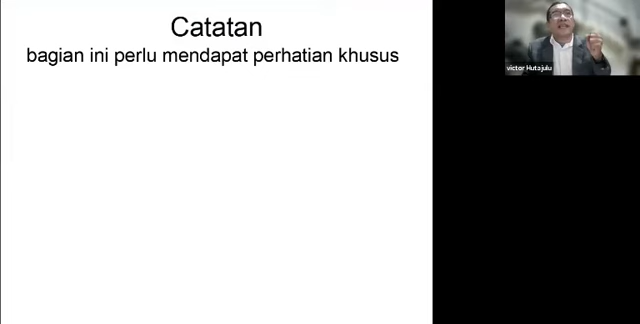 Catatan
bagian ini perlu mendapat perhatian khusus
victor Hutajulu